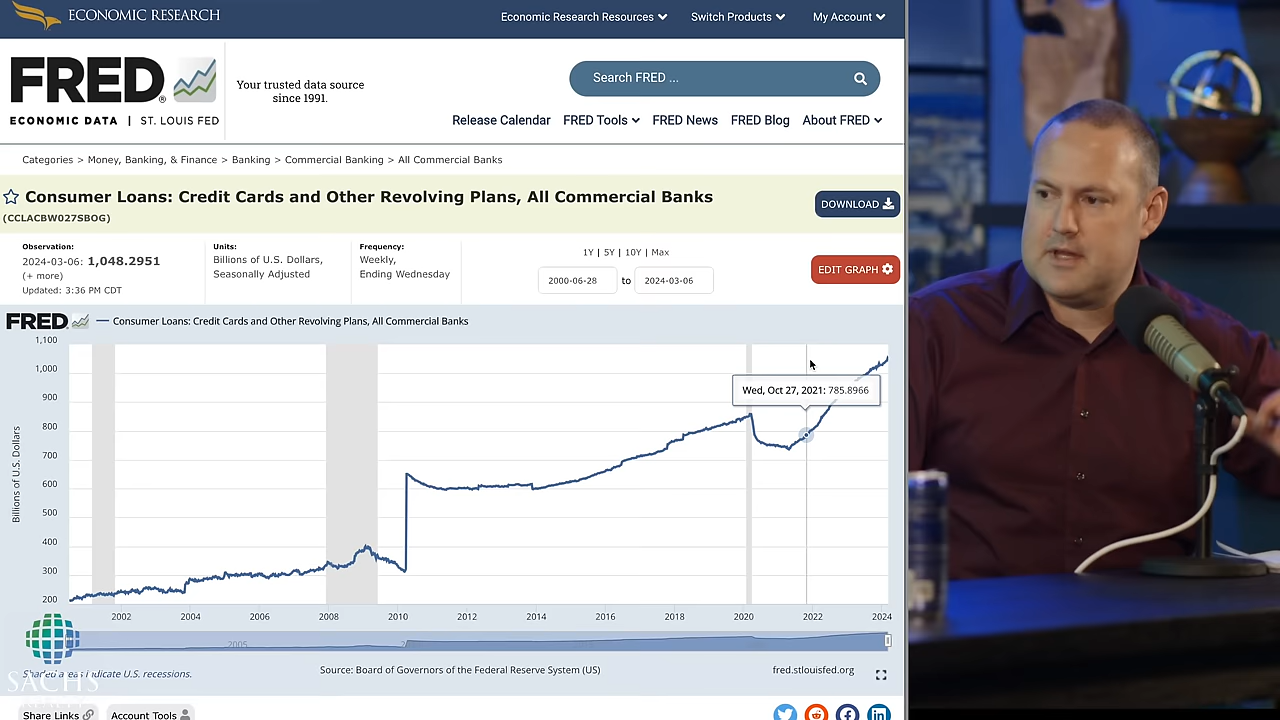 ECONOMIC RESEARCH
Economic Research Resources
Switch Products
My Account
FRED®
ECONOMIC DATA | ST. LOUIS FED
Your trusted data source
since 1991.
Search FRED ...
Release Calendar
FRED Tools
FRED News
FRED Blog
About FRED
Categories > Money, Banking, & Finance > Banking > Commercial Banking > All Commercial Banks
Consumer Loans: Credit Cards and Other Revolving Plans, All Commercial Banks
(CCLACBW027SBOG)
DOWNLOAD
Observation:
2024-03-06: 1,048.2951
(+ more)
Updated: 3:36 PM CDT
Units:
Billions of U.S. Dollars,
Seasonally Adjusted
Frequency:
Weekly,
Ending Wednesday
1Y | 5Y | 10Y | Max
2000-06-28 to 2024-03-06
EDIT GRAPH
FRED
Consumer Loans: Credit Cards and Other Revolving Plans, All Commercial Banks
1,100
1,000
900
800
700
600
500
400
300
200
Billions of U.S. Dollars
Wed, Oct 27, 2021: 785.8966
2002 2004 2006 2008 2010 2012 2014 2016 2018 2020 2022 2024
2005
Shaded areas indicate U.S. recessions.
Source: Board of Governors of the Federal Reserve System (US)
fred.stlouisfed.org
SACHS
Share Links
Account Tools